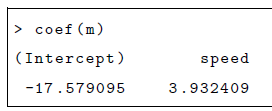 > coef(m)
(Intercept) speed
-17.579095 3.932409